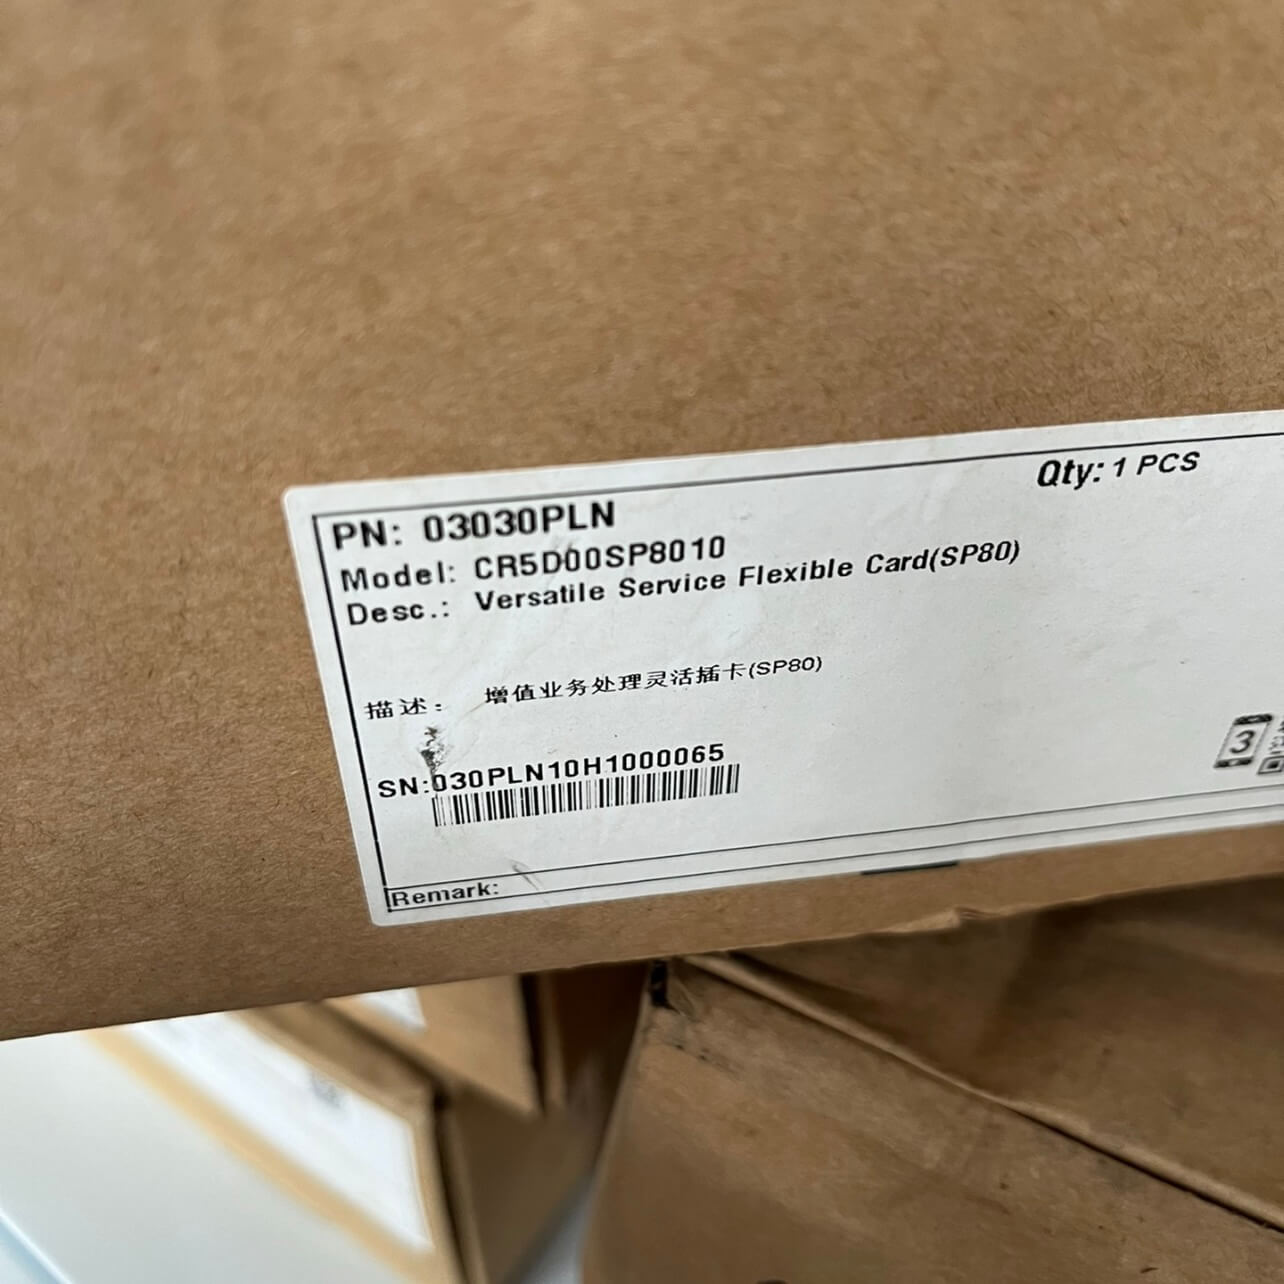 Qty: 1 PCS
PN: 03030PLN
Model: CR5D00SP8010
Desc.: Versatile Service Flexible Card(SP80)
描述: 增值业务处理灵活插卡(SP80)
3
SN:030PLN10H1000065
Remark: